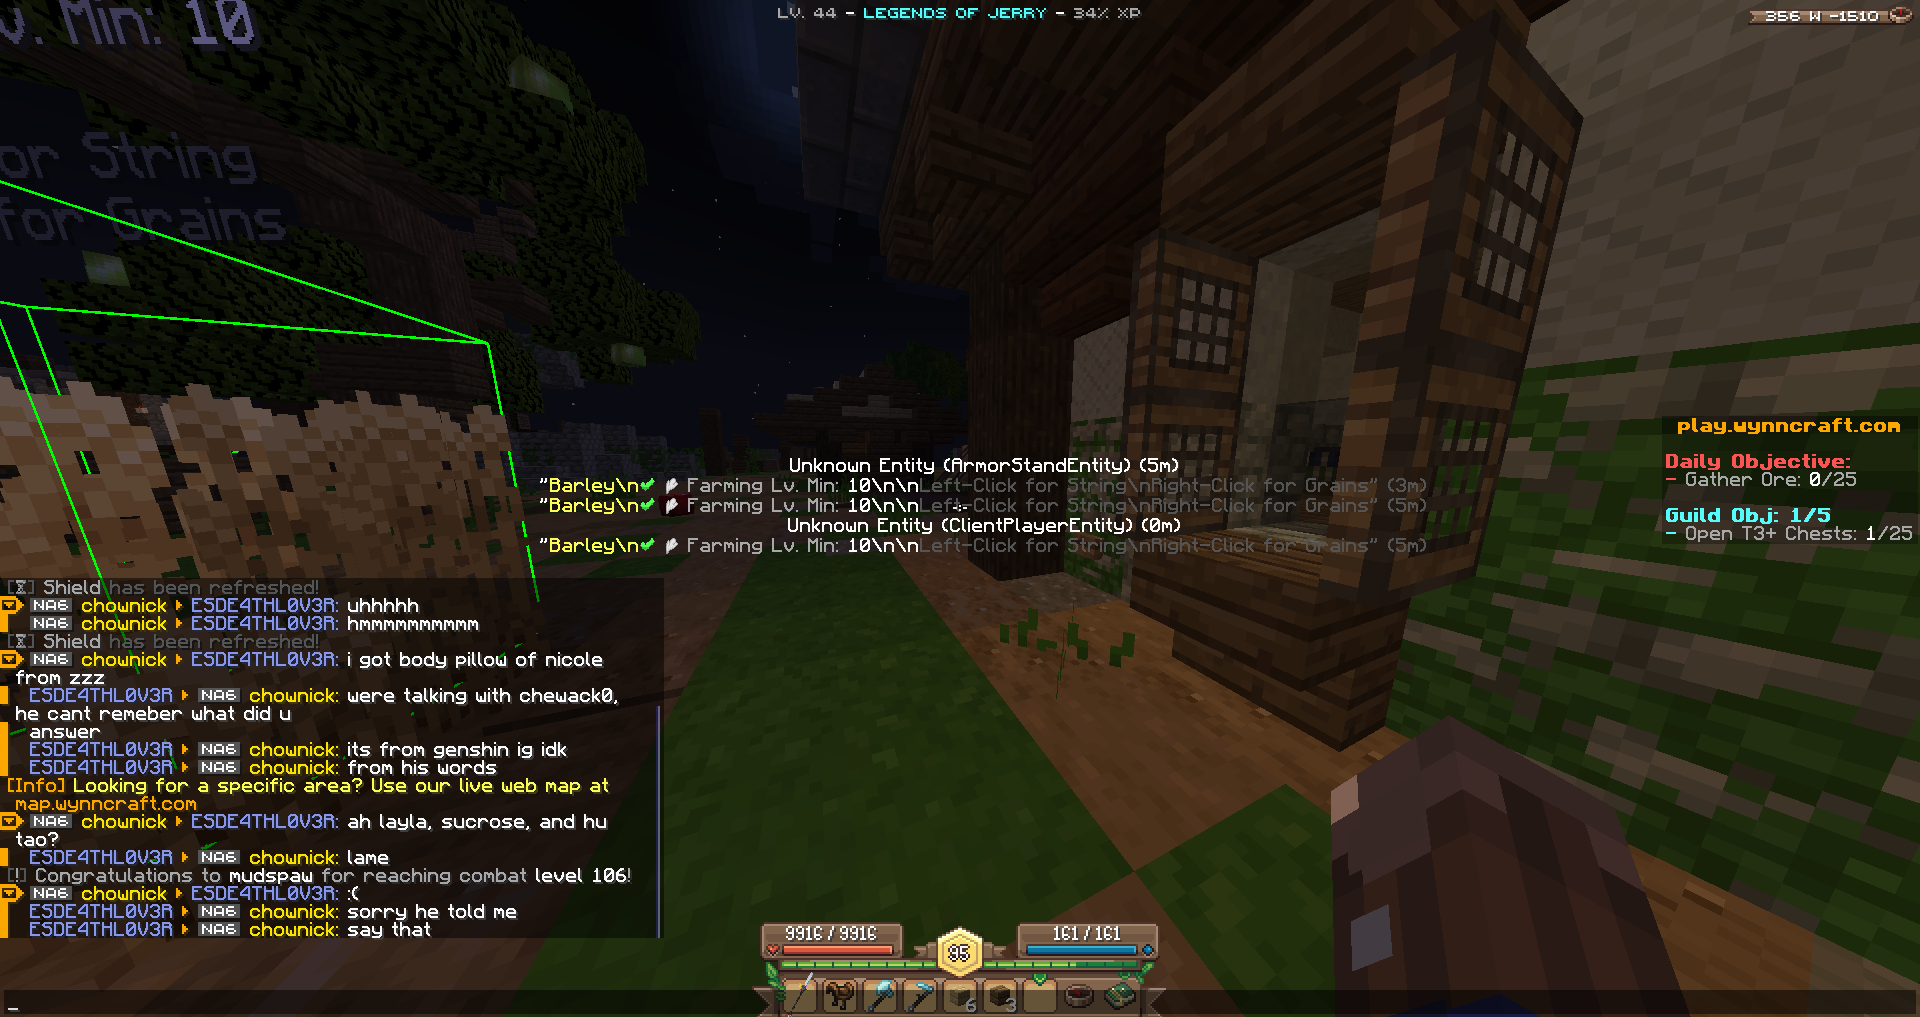 LV. 44 - LEGENDS OF JERRY - 34% XP
356 W -1510
v. Min: 10
or String
for Grains
play.wynncraft.com
Daily Objective:
- Gather Ore: 0/25
Guild Obj: 1/5
- Open T3+ Chests: 1/25
Unknown Entity (ArmorStandEntity) (5m)
"Barley\n✔ Farming Lv. Min: 10\n\nLeft-Click for String\nRight-Click for Grains" (3m)
"Barley\n✔ Farming Lv. Min: 10\n\nLeft-Click for String\nRight-Click for Grains" (5m)
Unknown Entity (ClientPlayerEntity) (0m)
"Barley\n✔ Farming Lv. Min: 10\n\nLeft-Click for String\nRight-Click for Grains" (5m)
Shield has been refreshed!
NA6 chownick ▸ ESDE4THL0V3R: uhhhhh
NA6 chownick ▸ ESDE4THL0V3R: hmmmmmmmmmm
Shield has been refreshed!
NA6 chownick ▸ ESDE4THL0V3R: i got body pillow of nicole
from zzz
ESDE4THL0V3R ▸ NA6 chownick: were talking with chewack0,
he cant remeber what did u
answer
ESDE4THL0V3R ▸ NA6 chownick: its from genshin ig idk
ESDE4THL0V3R ▸ NA6 chownick: from his words
[Info] Looking for a specific area? Use our live web map at
map.wynncraft.com
NA6 chownick ▸ ESDE4THL0V3R: ah layla, sucrose, and hu
tao?
ESDE4THL0V3R ▸ NA6 chownick: lame
[!] Congratulations to mudspaw for reaching combat level 106!
NA6 chownick ▸ ESDE4THL0V3R: :(
ESDE4THL0V3R ▸ NA6 chownick: sorry he told me
ESDE4THL0V3R ▸ NA6 chownick: say that
9916 / 9916
95
161 / 161
6
3
_